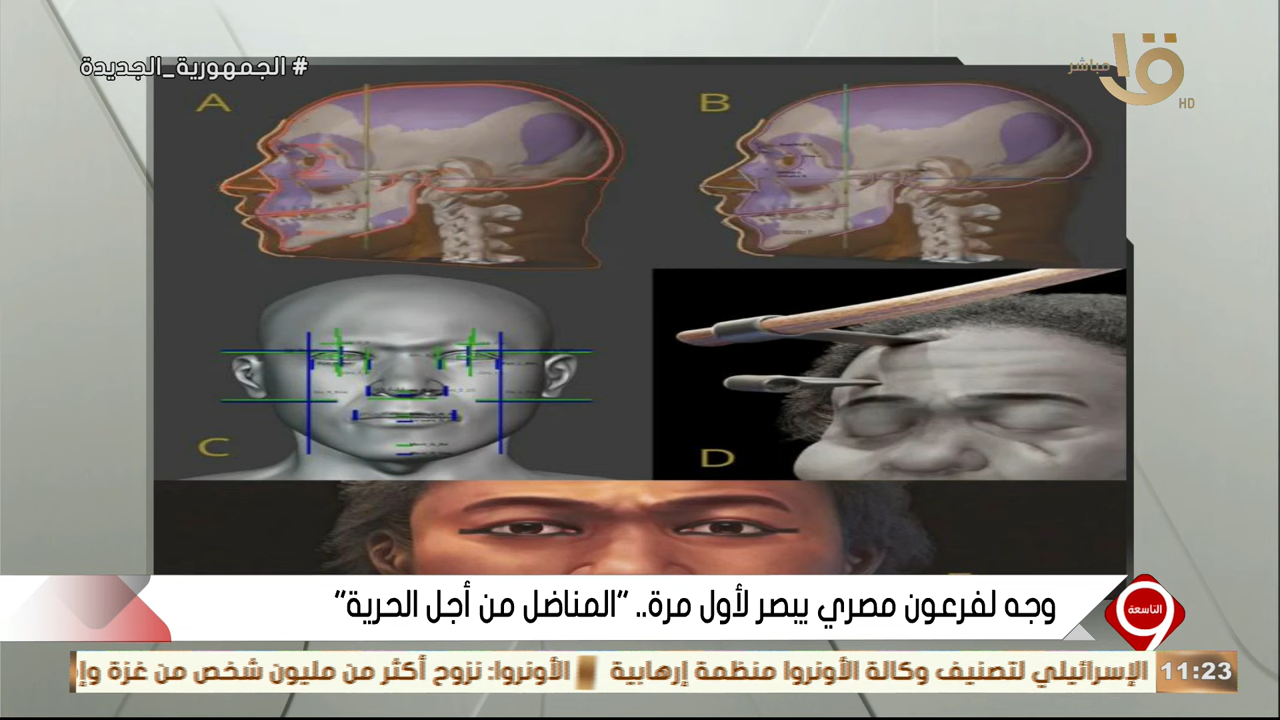 # الجمهورية_الجديدة
مباشر
HD
A
B
C
D
وجه لفرعون مصري يبصر لأول مرة.. "المناضل من أجل الحرية"
التاسعة
9
الإسرائيلي لتصنيف وكالة الأونروا منظمة إرهابية
الأونروا: نزوح أكثر من مليون شخص من غزة وإ
11:23